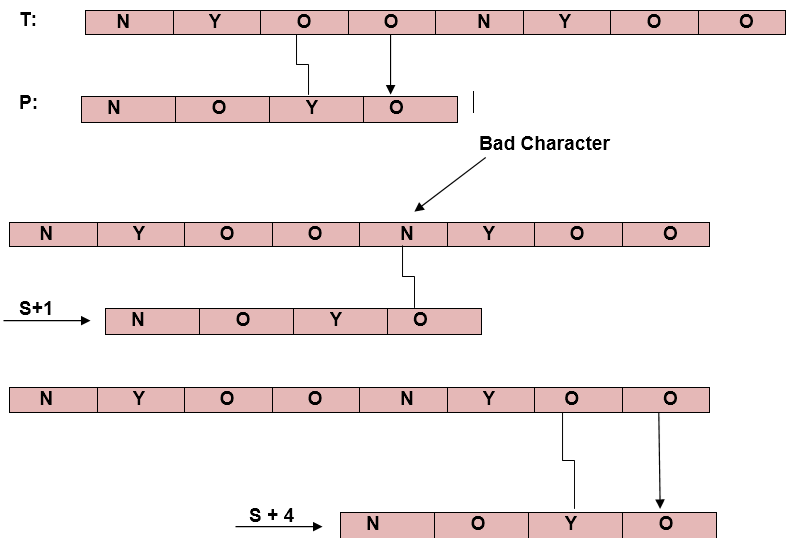 T: N Y O O N Y O O
P: N O Y O
Bad Character
N Y O O N Y O O
S+1
N O Y O
N Y O O N Y O O
S + 4
N O Y O